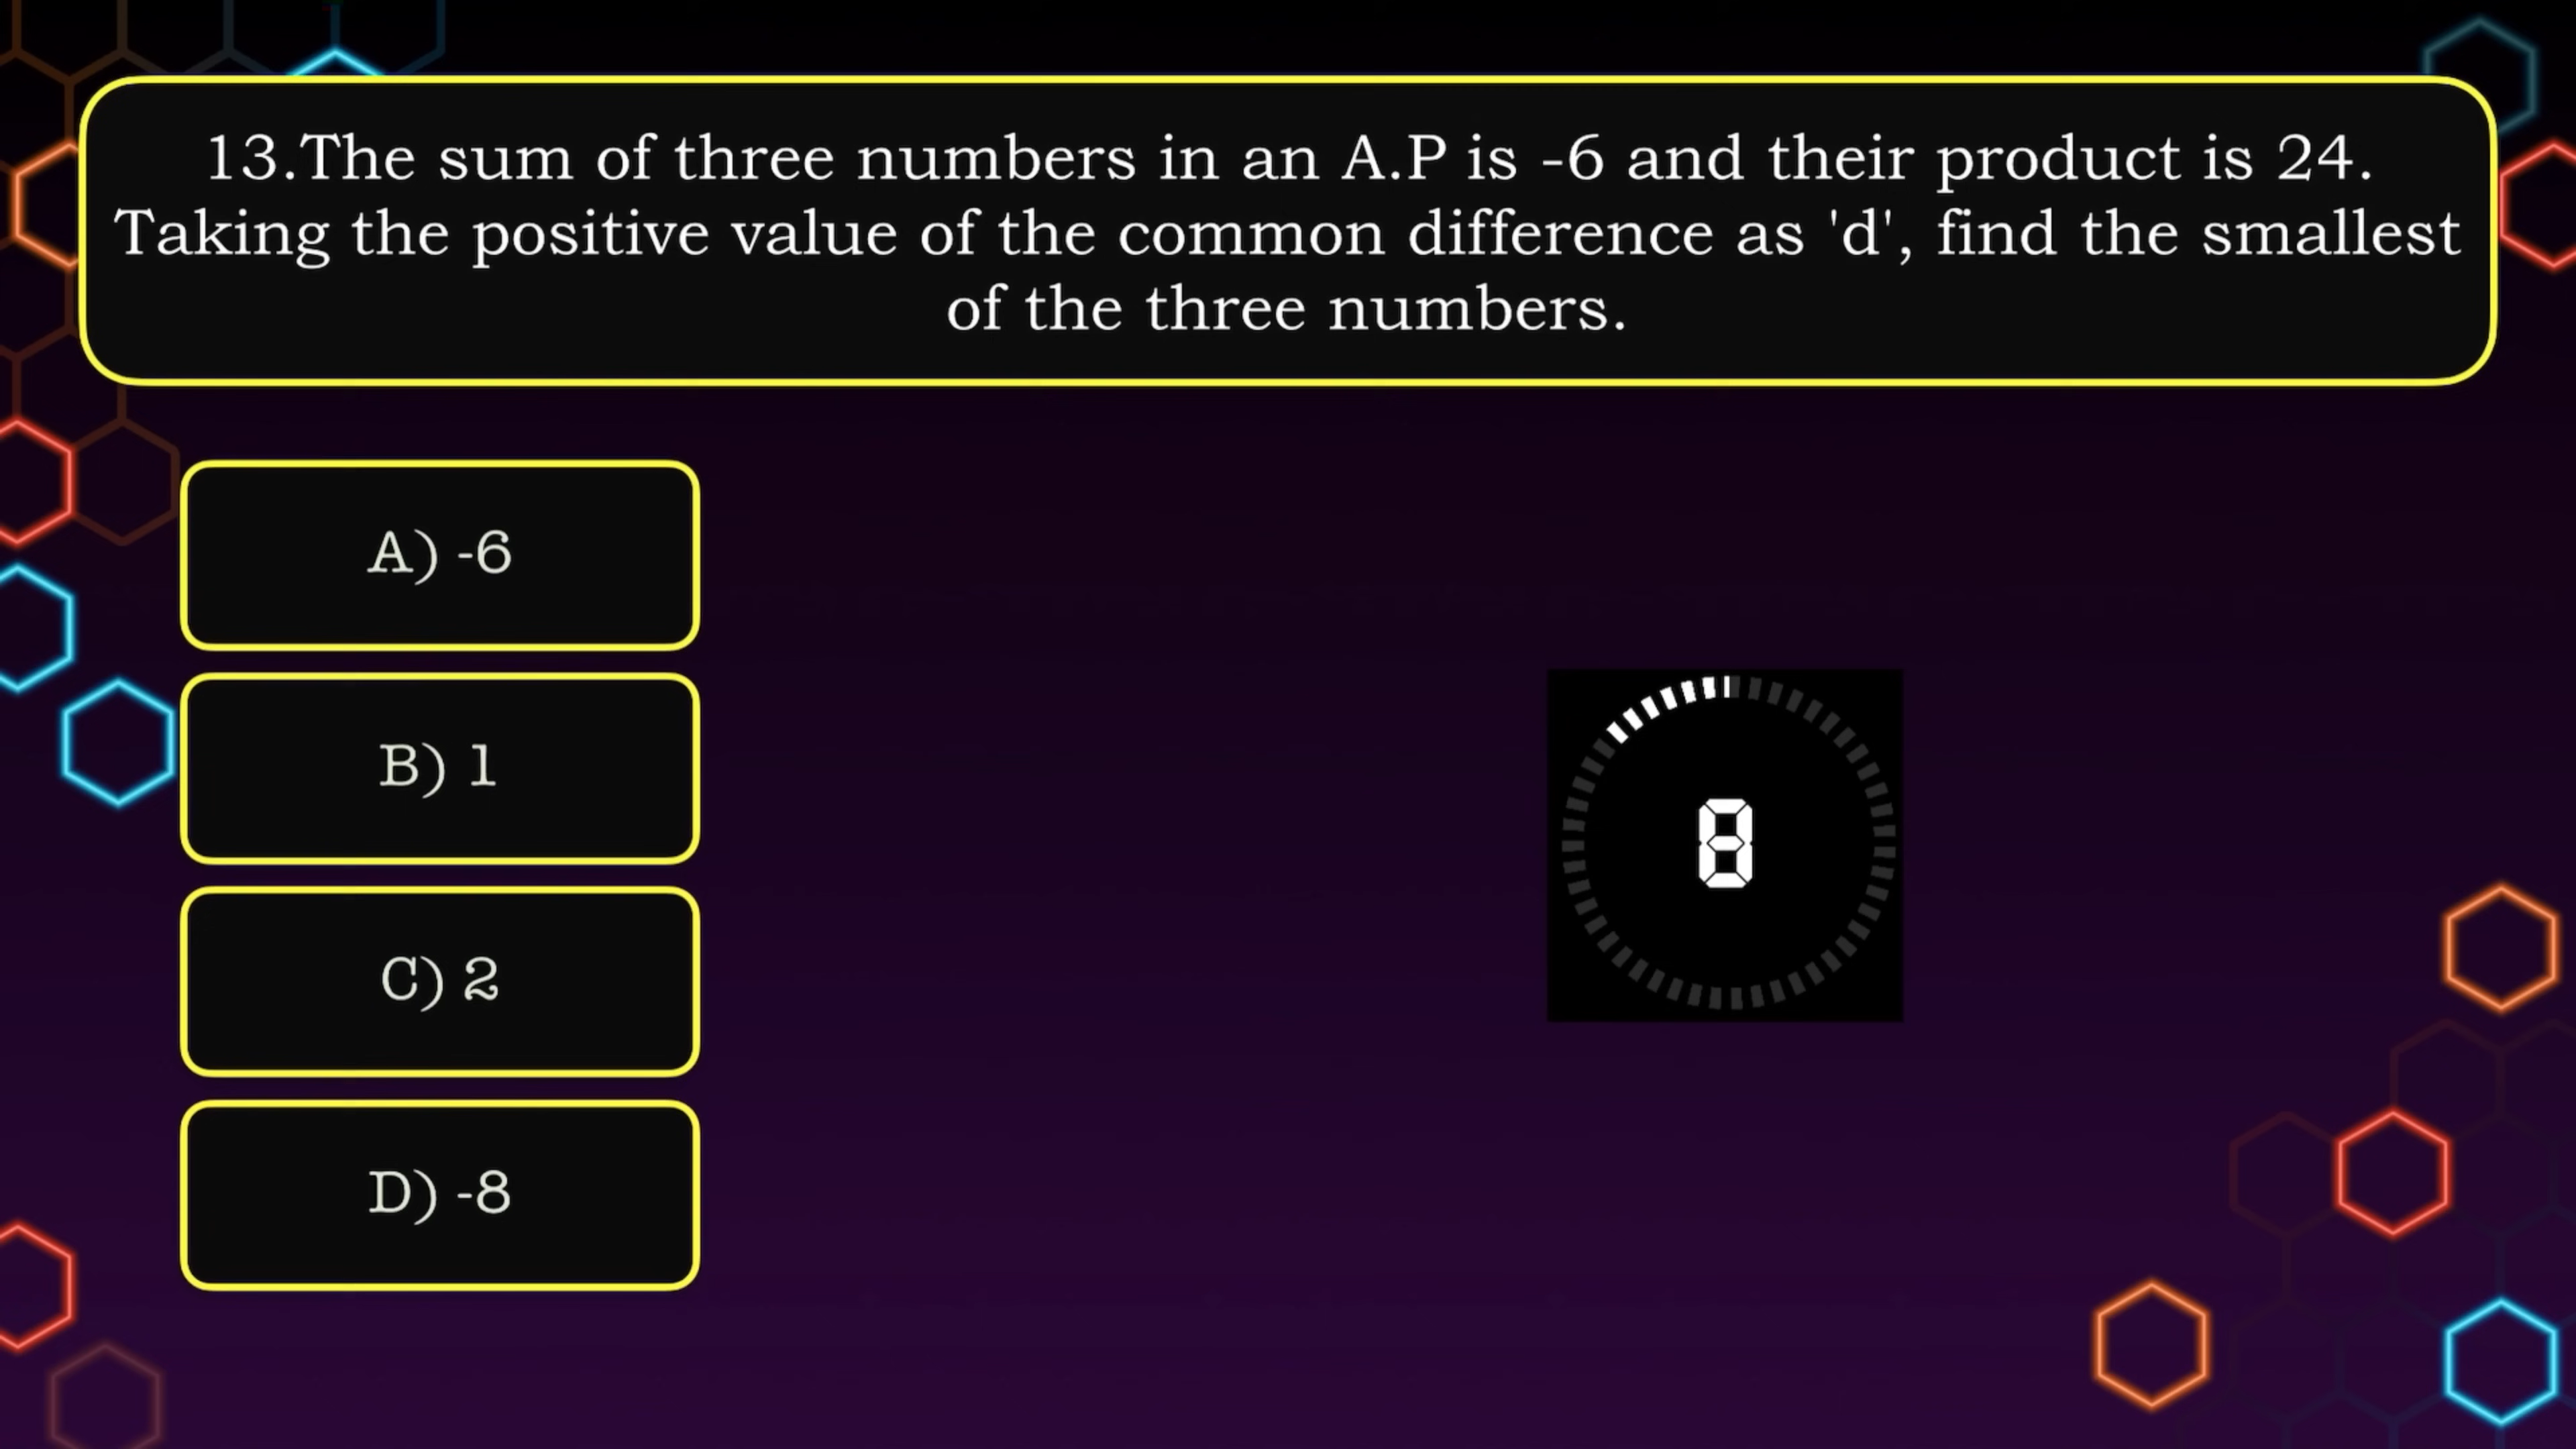 13.The sum of three numbers in an A.P is -6 and their product is 24.
Taking the positive value of the common difference as 'd', find the smallest
of the three numbers.
A) -6
B) 1
C) 2
D) -8
8